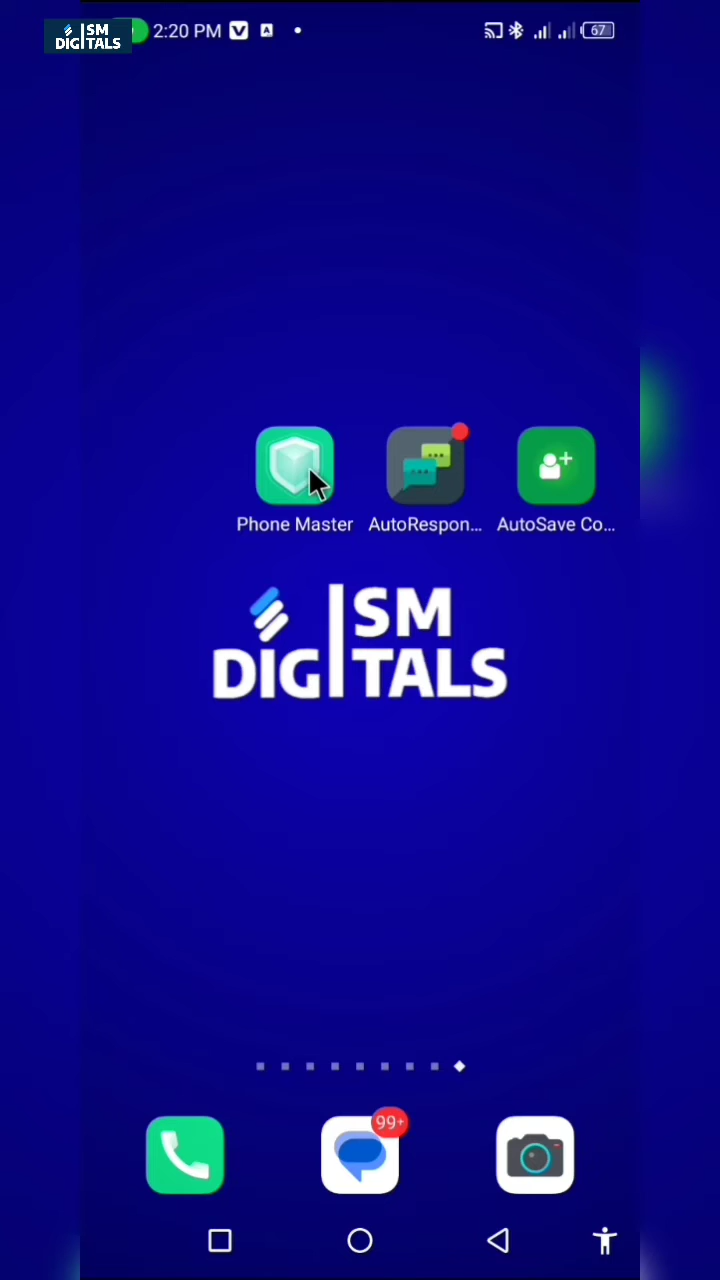 SM
DIGITALS
2:20 PM
67
Phone Master
AutoRespon...
AutoSave Co...
SM
DIGITALS
99+